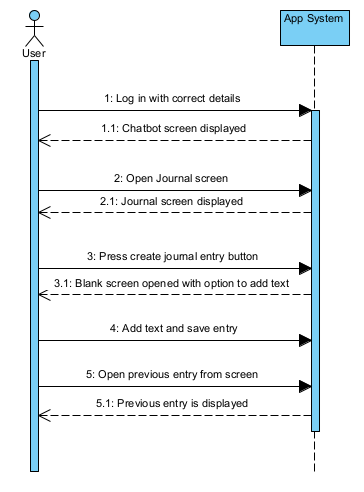 User
App System
1: Log in with correct details
1.1: Chatbot screen displayed
2: Open Journal screen
2.1: Journal screen displayed
3: Press create journal entry button
3.1: Blank screen opened with option to add text
4: Add text and save entry
5: Open previous entry from screen
5.1: Previous entry is displayed